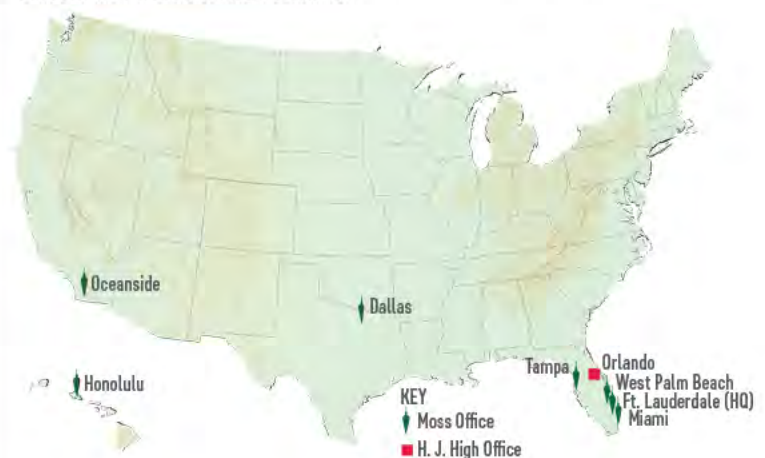 Oceanside
Dallas
Honolulu
Tampa
Orlando
West Palm Beach
Ft. Lauderdale (HQ)
Miami
KEY
Moss Office
H. J. High Office